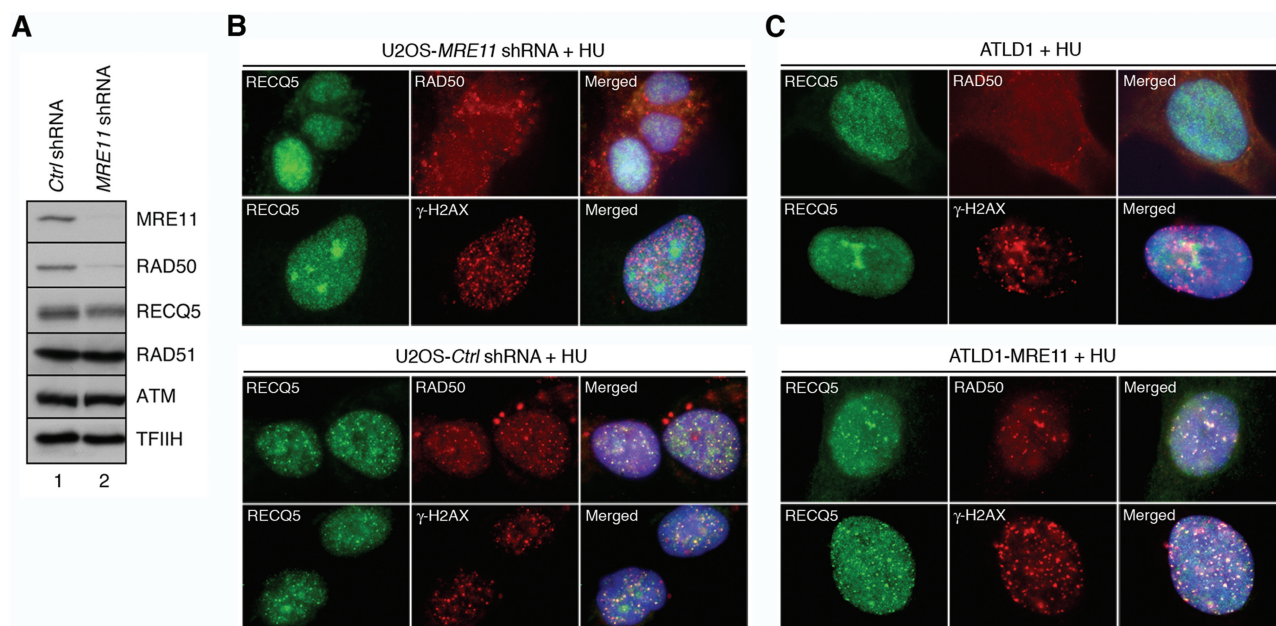 A
Ctrl shRNA
MRE11 shRNA
MRE11
RAD50
RECQ5
RAD51
ATM
TFIIH
1 2
B
U2OS-MRE11 shRNA + HU
RECQ5 RAD50 Merged
RECQ5 γ-H2AX Merged
U2OS-Ctrl shRNA + HU
RECQ5 RAD50 Merged
RECQ5 γ-H2AX Merged
C
ATLD1 + HU
RECQ5 RAD50 Merged
RECQ5 γ-H2AX Merged
ATLD1-MRE11 + HU
RECQ5 RAD50 Merged
RECQ5 γ-H2AX Merged